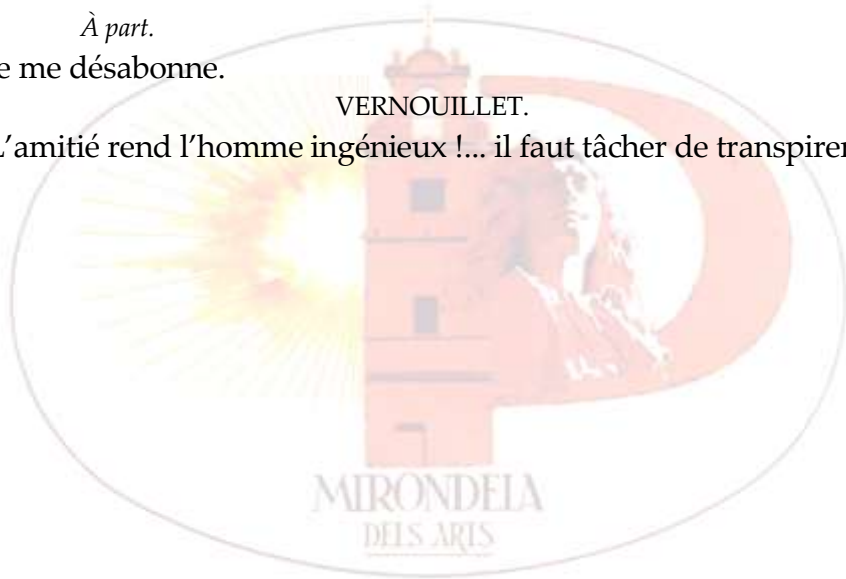 À part.
e me désabonne.
VERNOUILLET.
L’amitié rend l’homme ingénieux !... il faut tâcher de transpirer
MIRONDELA
DELS ARTS